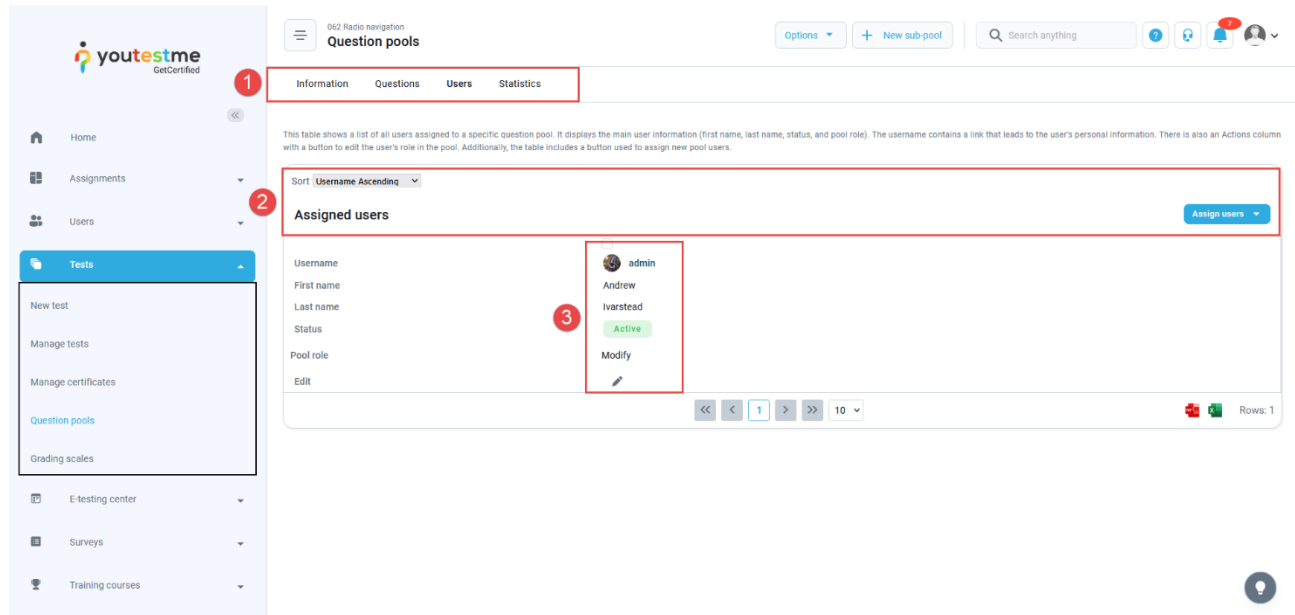 youtestme
GetCertified
Home
Assignments
Users
Tests
New test
Manage tests
Manage certificates
Question pools
Grading scales
E-testing center
Surveys
Training courses
062 Radio navigation
Question pools
Options
New sub-pool
Search anything
?
7
1
Information Questions Users Statistics
This table shows a list of all users assigned to a specific question pool. It displays the main user information (first name, last name, status, and pool role). The username contains a link that leads to the user's personal information. There is also an Actions column
with a button to edit the user's role in the pool. Additionally, the table includes a button used to assign new pool users.
2
Sort Username Ascending
Assigned users
Assign users
3
Username admin
First name Andrew
Last name Ivarstead
Status Active
Pool role Modify
Edit
1 10
Rows: 1